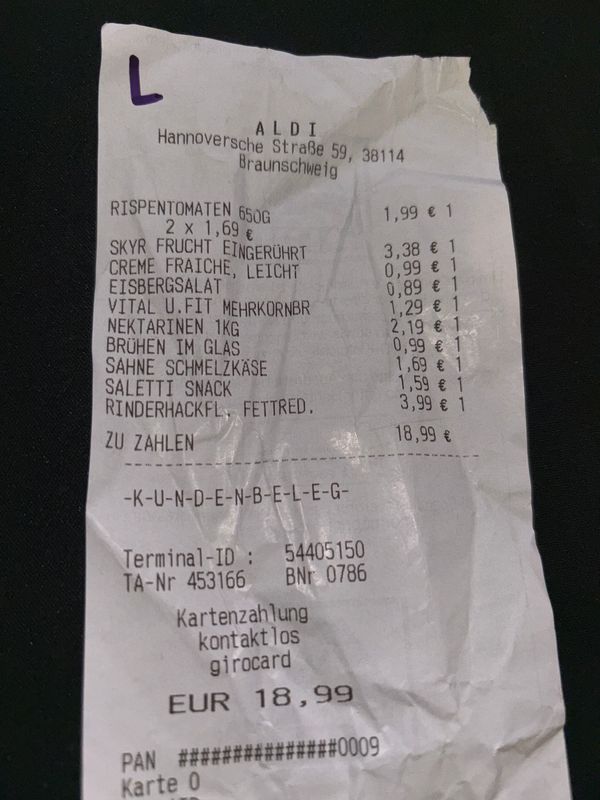 L
ALDI
Hannoversche Straße 59, 38114
Braunschweig
RISPENTOMATEN 650G 1,99 € 1
2 x 1,69 €
SKYR FRUCHT EINGERÜHRT 3,38 € 1
CREME FRAICHE, LEICHT 0,99 € 1
EISBERGSALAT 0,89 € 1
VITAL U.FIT MEHRKORNBR 1,29 € 1
NEKTARINEN 1KG 2,19 € 1
BRÜHEN IM GLAS 0,99 € 1
SAHNE SCHMELZKÄSE 1,69 € 1
SALETTI SNACK 1,59 € 1
RINDERHACKFL. FETTRED. 3,99 € 1
ZU ZAHLEN 18,99 €
-K-U-N-D-E-N-B-E-L-E-G-
Terminal-ID : 54405150
TA-Nr 453166 BNr 0786
Kartenzahlung
kontaktlos
girocard
EUR 18,99
PAN ###############0009
Karte 0